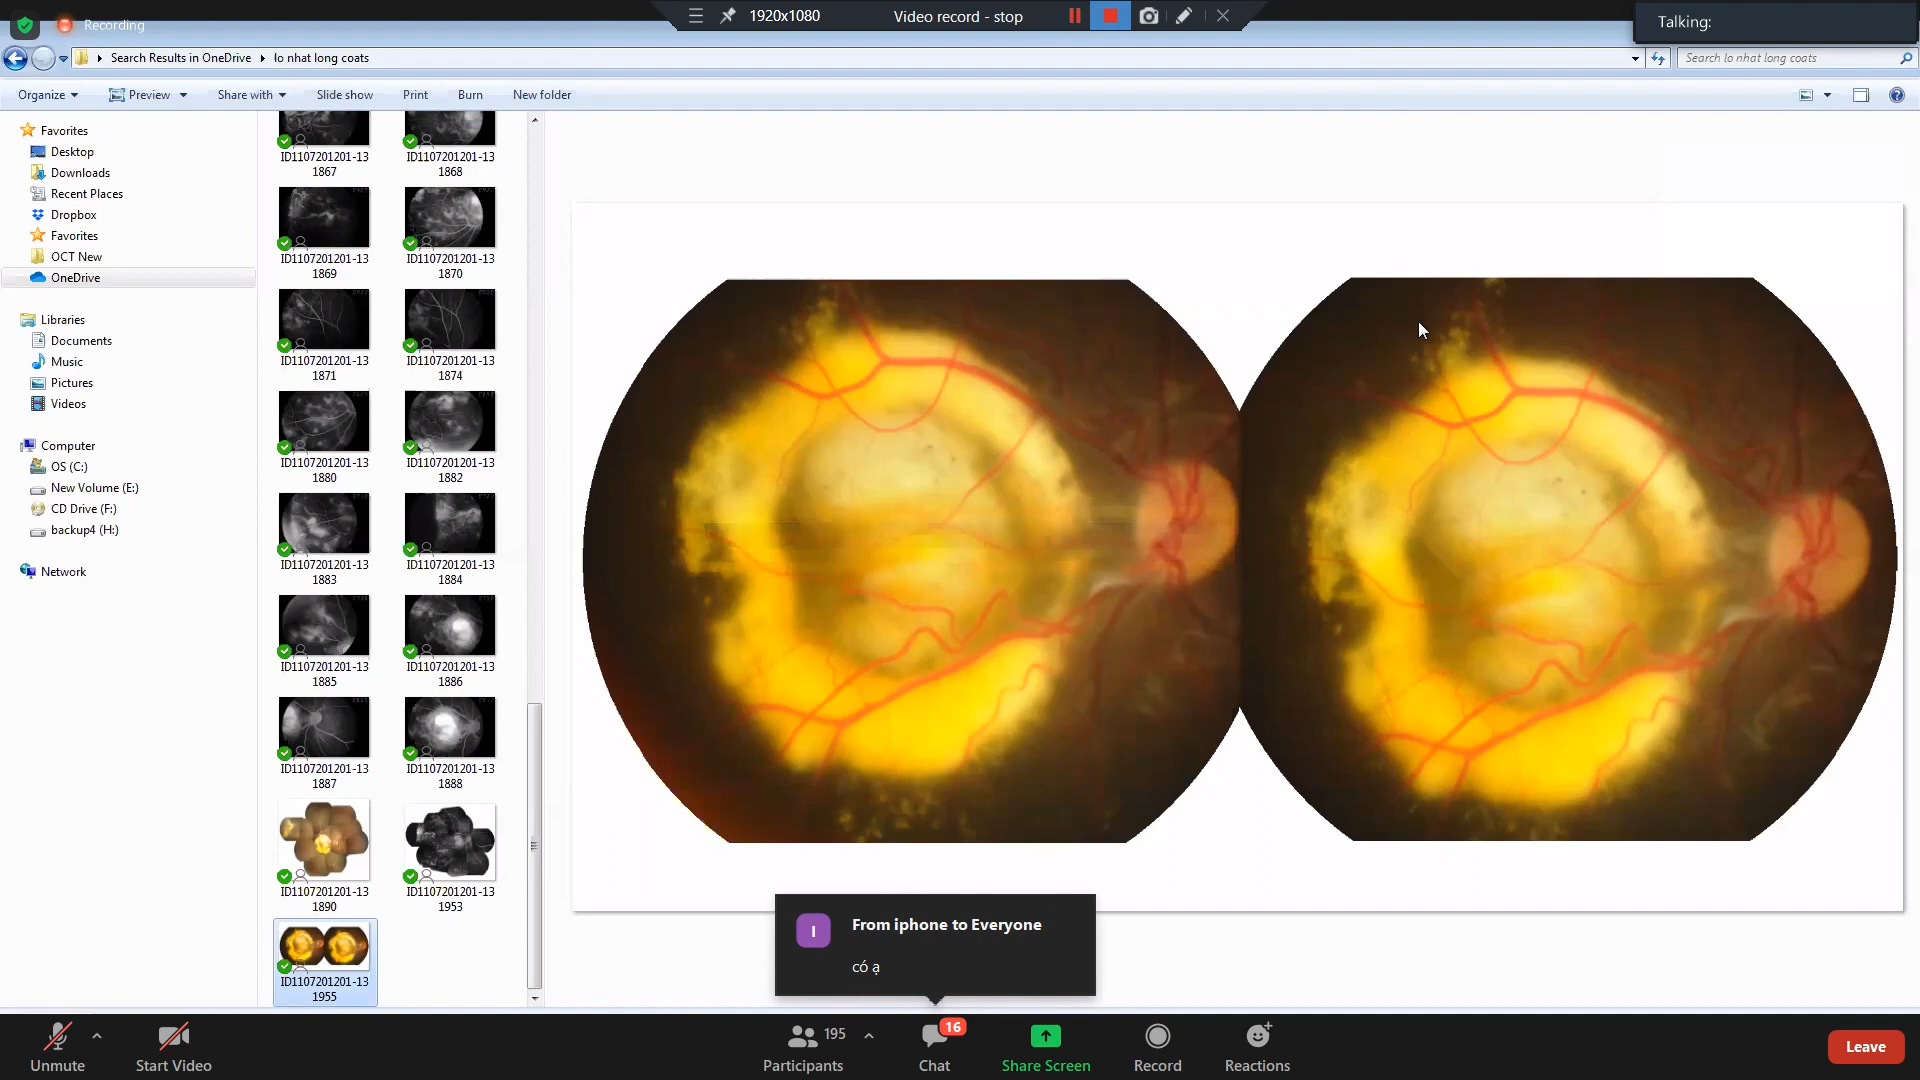 Recording
1920x1080
Video record - stop
Talking:
Search Results in OneDrive
lo nhat long coats
Search lo nhat long coats
Organize
Preview
Share with
Slide show
Print
Burn
New folder
Favorites
Desktop
Downloads
Recent Places
Dropbox
Favorites
OCT New
OneDrive
Libraries
Documents
Music
Pictures
Videos
Computer
OS (C:)
New Volume (E:)
CD Drive (F:)
backup4 (H:)
Network
ID1107201201-13
1867
ID1107201201-13
1868
ID1107201201-13
1869
ID1107201201-13
1870
ID1107201201-13
1871
ID1107201201-13
1874
ID1107201201-13
1880
ID1107201201-13
1882
ID1107201201-13
1883
ID1107201201-13
1884
ID1107201201-13
1885
ID1107201201-13
1886
ID1107201201-13
1887
ID1107201201-13
1888
ID1107201201-13
1890
ID1107201201-13
1953
ID1107201201-13
1955
I
From iphone to Everyone
có ạ
Unmute
Start Video
195
Participants
16
Chat
Share Screen
Record
Reactions
Leave